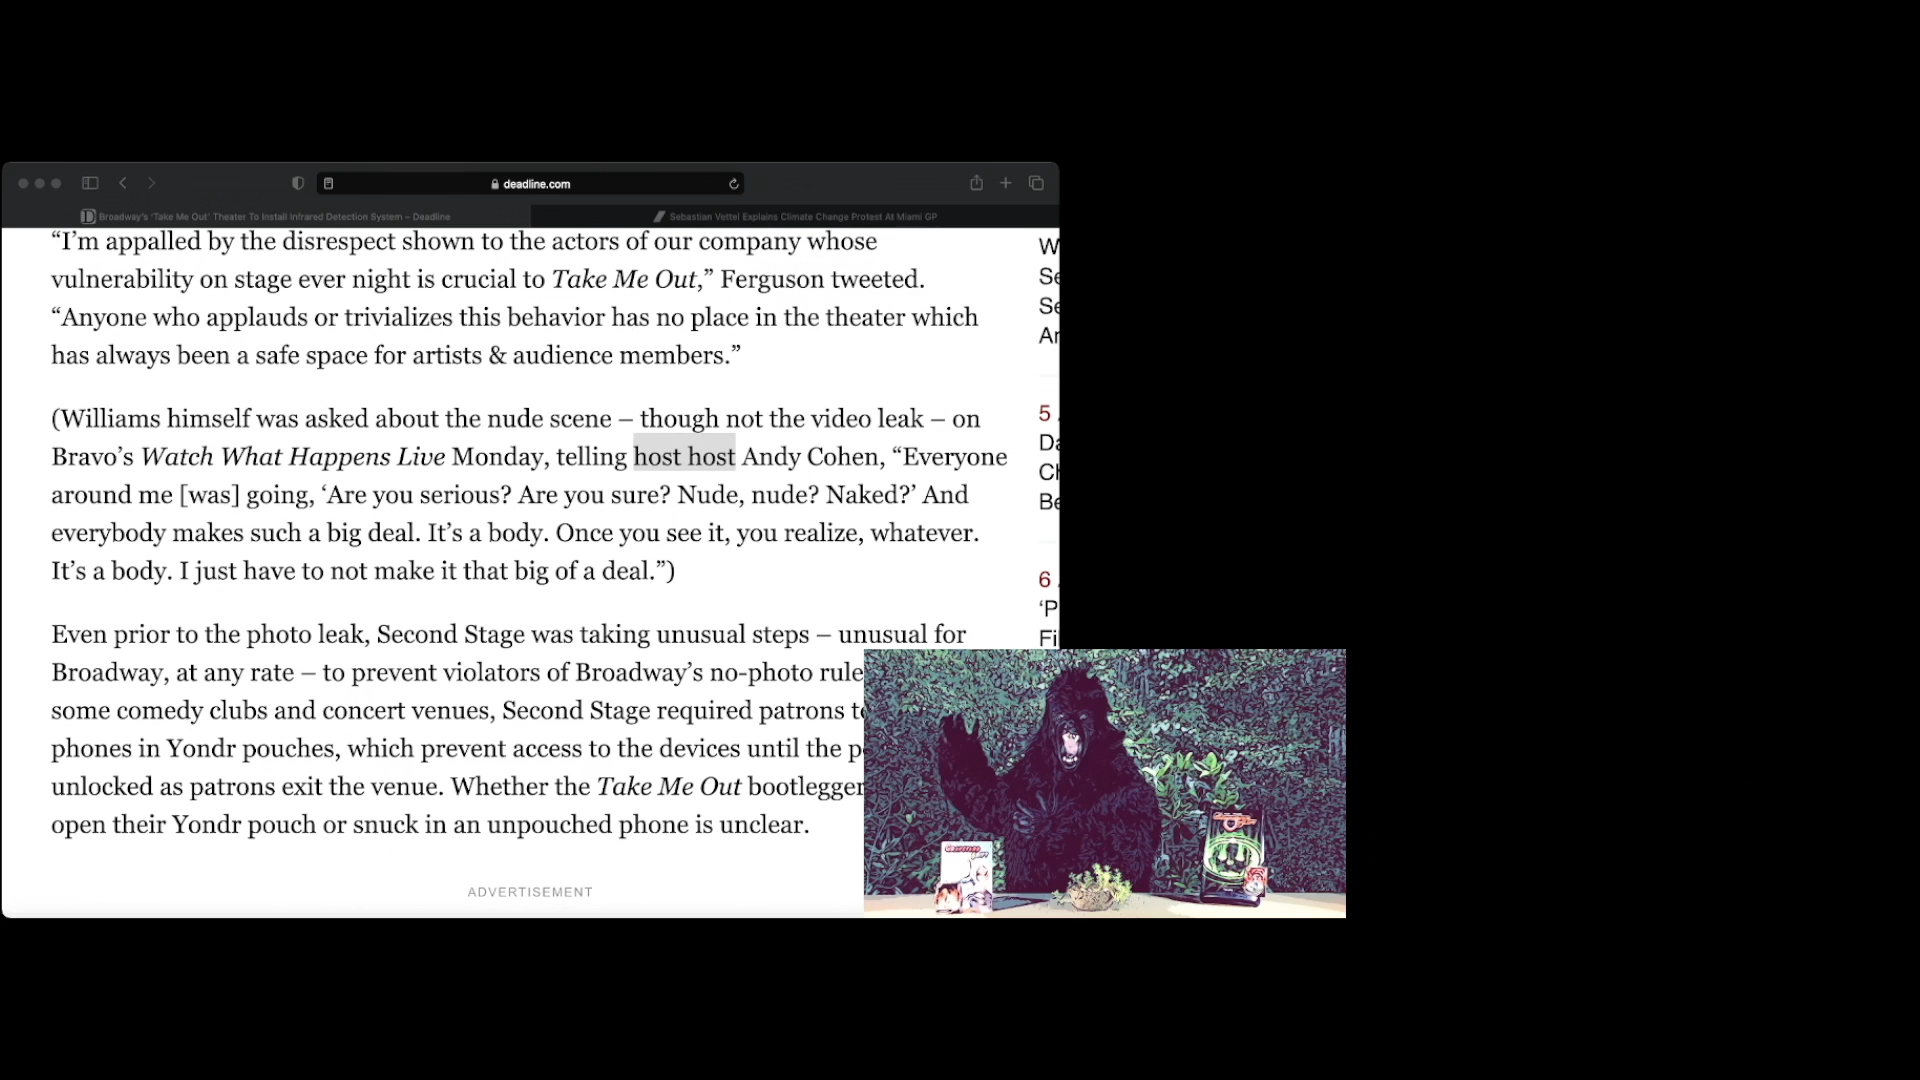 deadline.com
Broadway's 'Take Me Out' Theater To Install Infrared Detection System – Deadline
Sebastian Vettel Explains Climate Change Protest At Miami GP
“I’m appalled by the disrespect shown to the actors of our company whose
vulnerability on stage ever night is crucial to Take Me Out,” Ferguson tweeted.
“Anyone who applauds or trivializes this behavior has no place in the theater which
has always been a safe space for artists & audience members.”
(Williams himself was asked about the nude scene – though not the video leak – on
Bravo’s Watch What Happens Live Monday, telling host host Andy Cohen, “Everyone
around me [was] going, ‘Are you serious? Are you sure? Nude, nude? Naked?’ And
everybody makes such a big deal. It’s a body. Once you see it, you realize, whatever.
It’s a body. I just have to not make it that big of a deal.”)
Even prior to the photo leak, Second Stage was taking unusual steps – unusual for
Broadway, at any rate – to prevent violators of Broadway’s no-photo rule
some comedy clubs and concert venues, Second Stage required patrons
phones in Yondr pouches, which prevent access to the devices until the
unlocked as patrons exit the venue. Whether the Take Me Out bootlegger
open their Yondr pouch or snuck in an unpouched phone is unclear.
ADVERTISEMENT
W
Se
Se
Ar
5
Da
Ch
Be
6
‘P
Fi